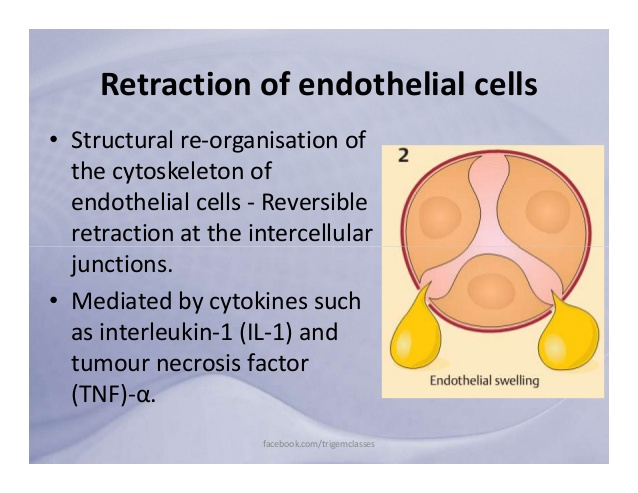 Retraction of endothelial cells
• Structural re-organisation of
the cytoskeleton of
endothelial cells - Reversible
retraction at the intercellular
junctions.
• Mediated by cytokines such
as interleukin-1 (IL-1) and
tumour necrosis factor
(TNF)-α.
2
Endothelial swelling
facebook.com/trigemclasses